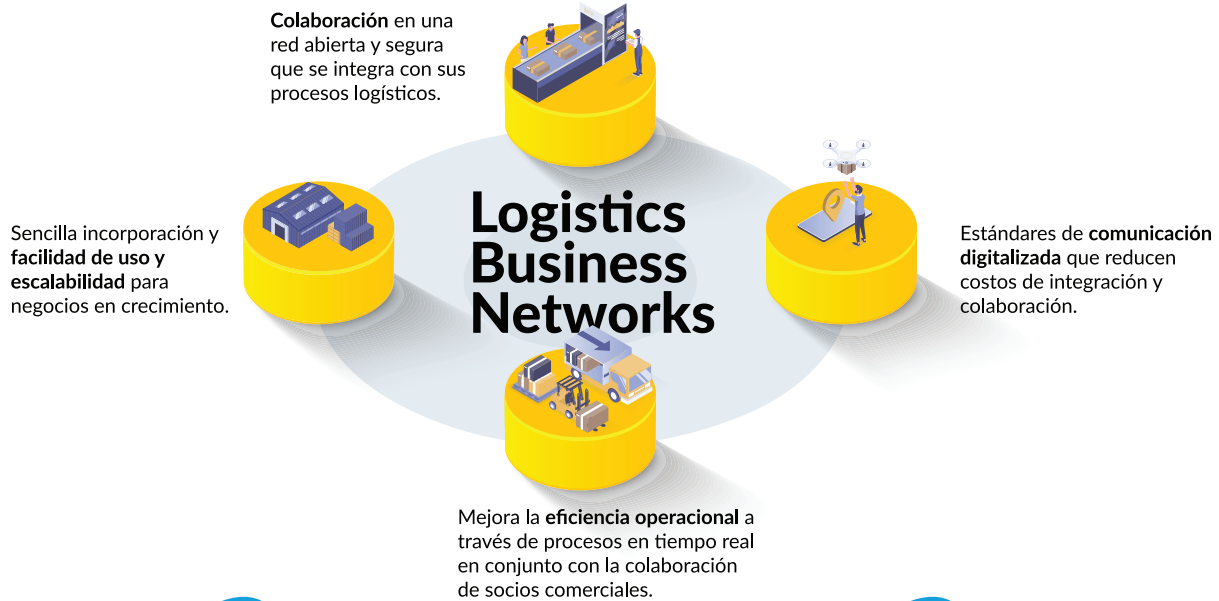 Colaboración en una
red abierta y segura
que se integra con sus
procesos logísticos.
Logistics
Business
Networks
Sencilla incorporación y
facilidad de uso y
escalabilidad para
negocios en crecimiento.
Estándares de comunicación
digitalizada que reducen
costos de integración y
colaboración.
Mejora la eficiencia operacional a
través de procesos en tiempo real
en conjunto con la colaboración
de socios comerciales.